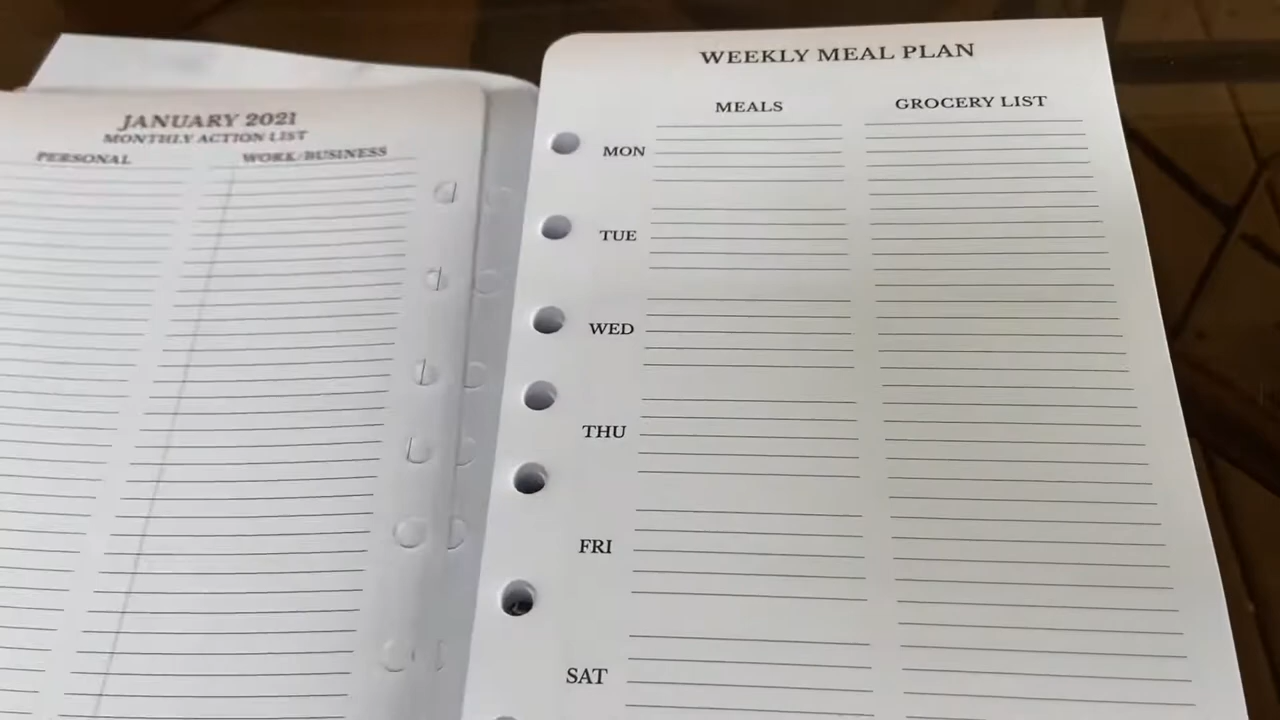 JANUARY 2021
MONTHLY ACTION LIST
PERSONAL WORK/BUSINESS
WEEKLY MEAL PLAN
MEALS GROCERY LIST
MON
TUE
WED
THU
FRI
SAT